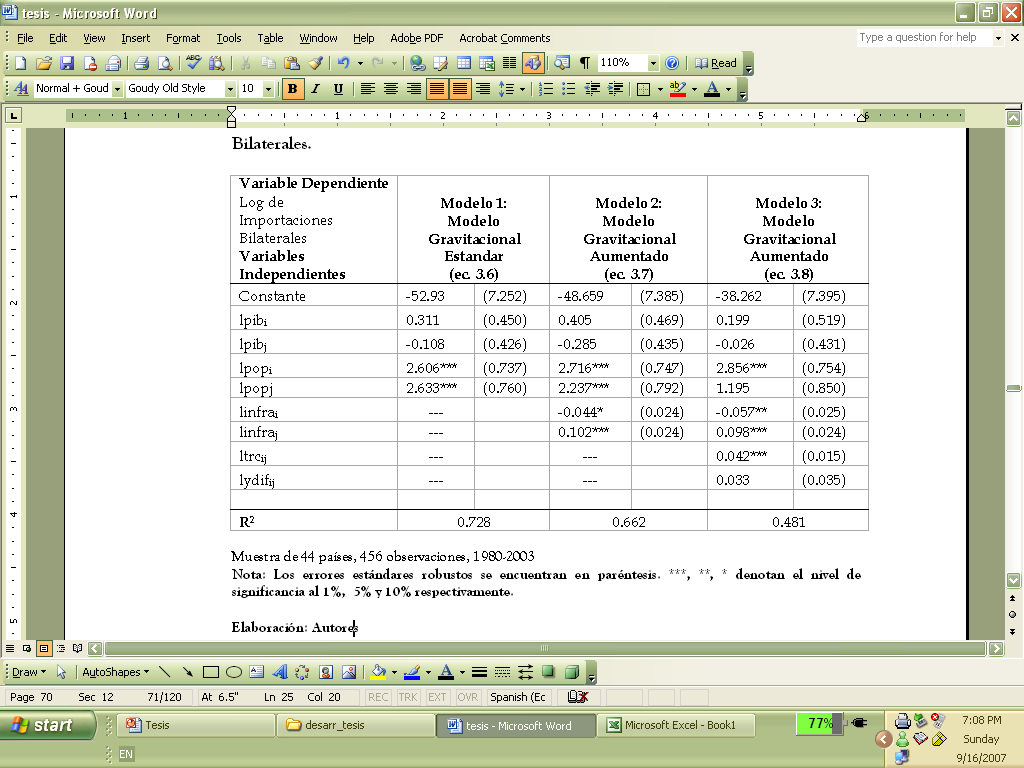 tesis - Microsoft Word
File Edit View Insert Format Tools Table Window Help Adobe PDF Acrobat Comments Type a question for help
110% Read
Normal + Goud Goudy Old Style 10 B I U
1 1 2 3 4 5 6
Bilaterales.
Variable Dependiente
Log de Importaciones Bilaterales
Variables Independientes
Modelo 1: Modelo Gravitacional Estandar (ec. 3.6)
Modelo 2: Modelo Gravitacional Aumentado (ec. 3.7)
Modelo 3: Modelo Gravitacional Aumentado (ec. 3.8)
Constante -52.93 (7.252) -48.659 (7.385) -38.262 (7.395)
lpibi 0.311 (0.450) 0.405 (0.469) 0.199 (0.519)
lpibj -0.108 (0.426) -0.285 (0.435) -0.026 (0.431)
lpopi 2.606*** (0.737) 2.716*** (0.747) 2.856*** (0.754)
lpopj 2.633*** (0.760) 2.237*** (0.792) 1.195 (0.850)
linfrai --- -0.044* (0.024) -0.057** (0.025)
linfraj --- 0.102*** (0.024) 0.098*** (0.024)
ltrcij --- --- 0.042*** (0.015)
lydifij --- --- 0.033 (0.035)
R2 0.728 0.662 0.481
Muestra de 44 países, 456 observaciones, 1980-2003
Nota: Los errores estándares robustos se encuentran en paréntesis. ***, **, * denotan el nivel de
significancia al 1%, 5% y 10% respectivamente.
Elaboración: Autores
Draw AutoShapes
Page 70 Sec 12 71/120 At 6.5" Ln 25 Col 20 REC TRK EXT OVR Spanish (Ec
start Tesis desarr_tesis tesis - Microsoft Word Microsoft Excel - Book1 77% 7:08 PM
EN Sunday
9/16/2007